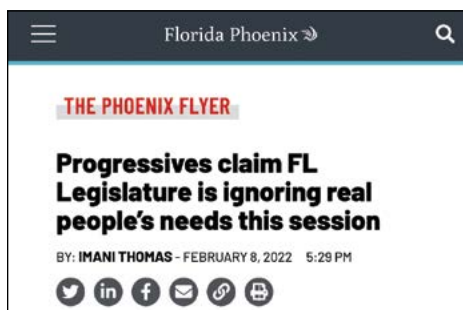 Florida Phoenix
THE PHOENIX FLYER
Progressives claim FL
Legislature is ignoring real
people's needs this session
BY: IMANI THOMAS - FEBRUARY 8, 2022 5:29 PM